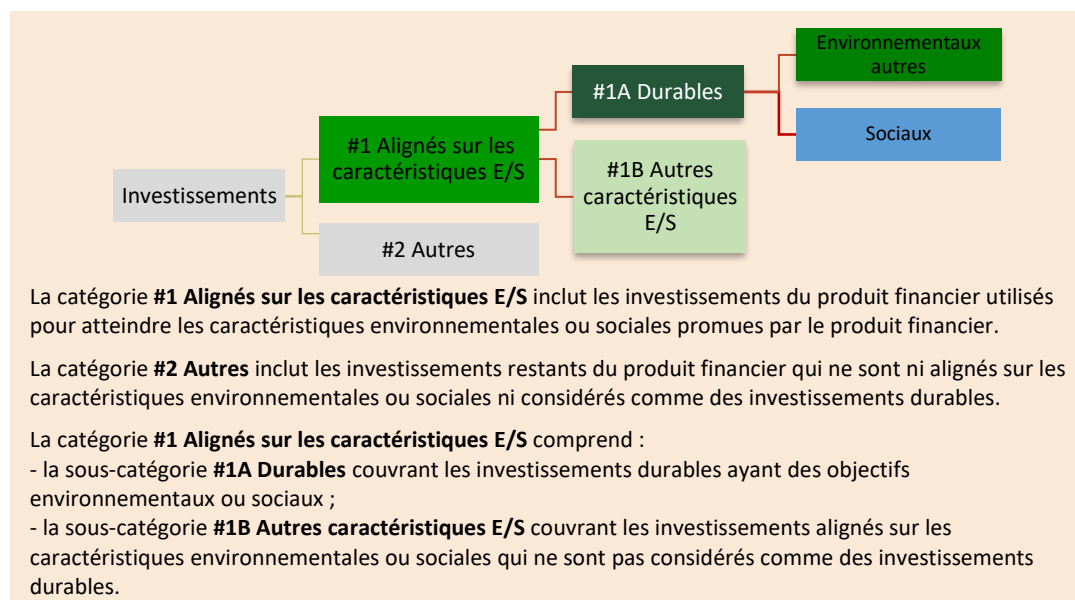 Environnementaux
autres
#1A Durables
Sociaux
#1 Alignés sur les
caractéristiques E/S
#1B Autres
caractéristiques
E/S
Investissements
#2 Autres
La catégorie #1 Alignés sur les caractéristiques E/S inclut les investissements du produit financier utilisés
pour atteindre les caractéristiques environnementales ou sociales promues par le produit financier.
La catégorie #2 Autres inclut les investissements restants du produit financier qui ne sont ni alignés sur les
caractéristiques environnementales ou sociales ni considérés comme des investissements durables.
La catégorie #1 Alignés sur les caractéristiques E/S comprend :
- la sous-catégorie #1A Durables couvrant les investissements durables ayant des objectifs
environnementaux ou sociaux ;
- la sous-catégorie #1B Autres caractéristiques E/S couvrant les investissements alignés sur les
caractéristiques environnementales ou sociales qui ne sont pas considérés comme des investissements
durables.